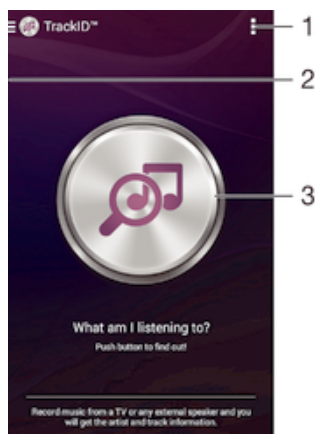 TrackID™
1
2
3
What am I listening to?
Push button to find out!
Record music from a TV or any external speaker and you
will get the artist and track information.